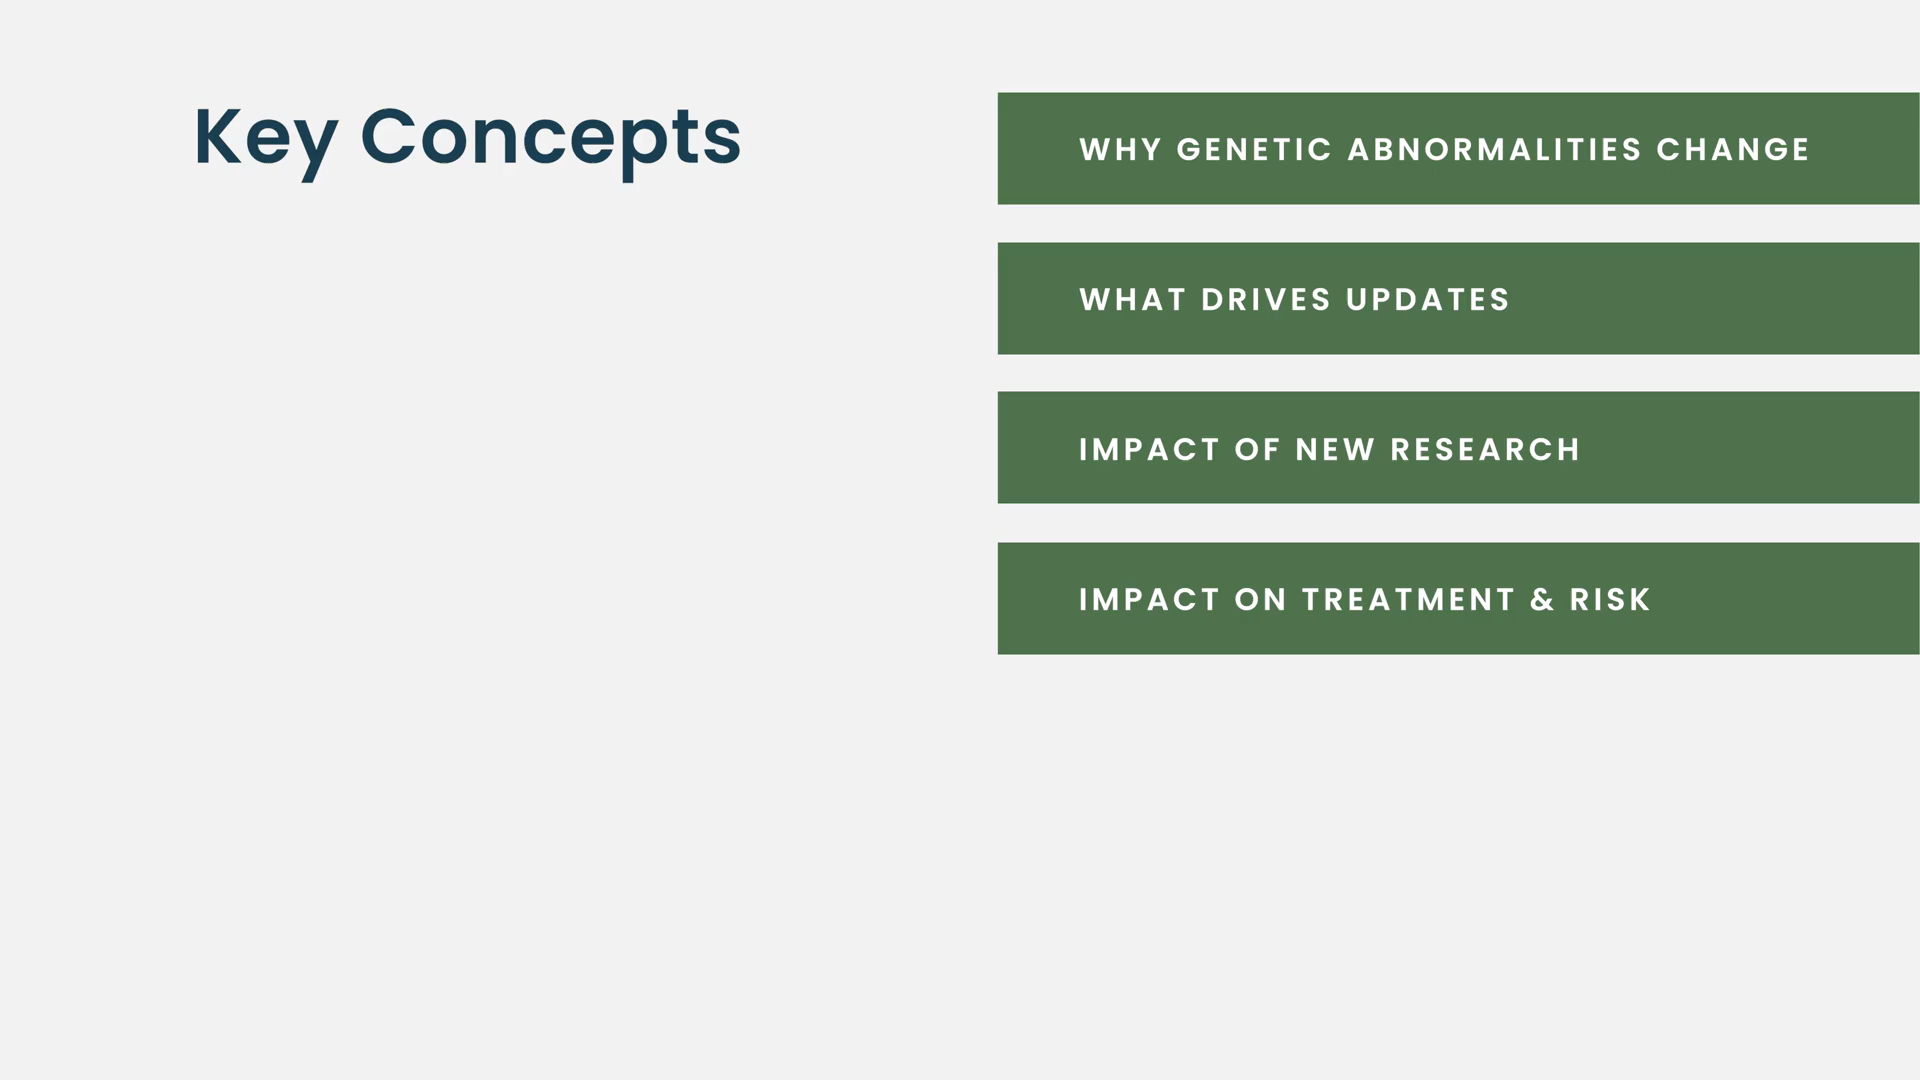 Key Concepts
WHY GENETIC ABNORMALITIES CHANGE
WHAT DRIVES UPDATES
IMPACT OF NEW RESEARCH
IMPACT ON TREATMENT & RISK